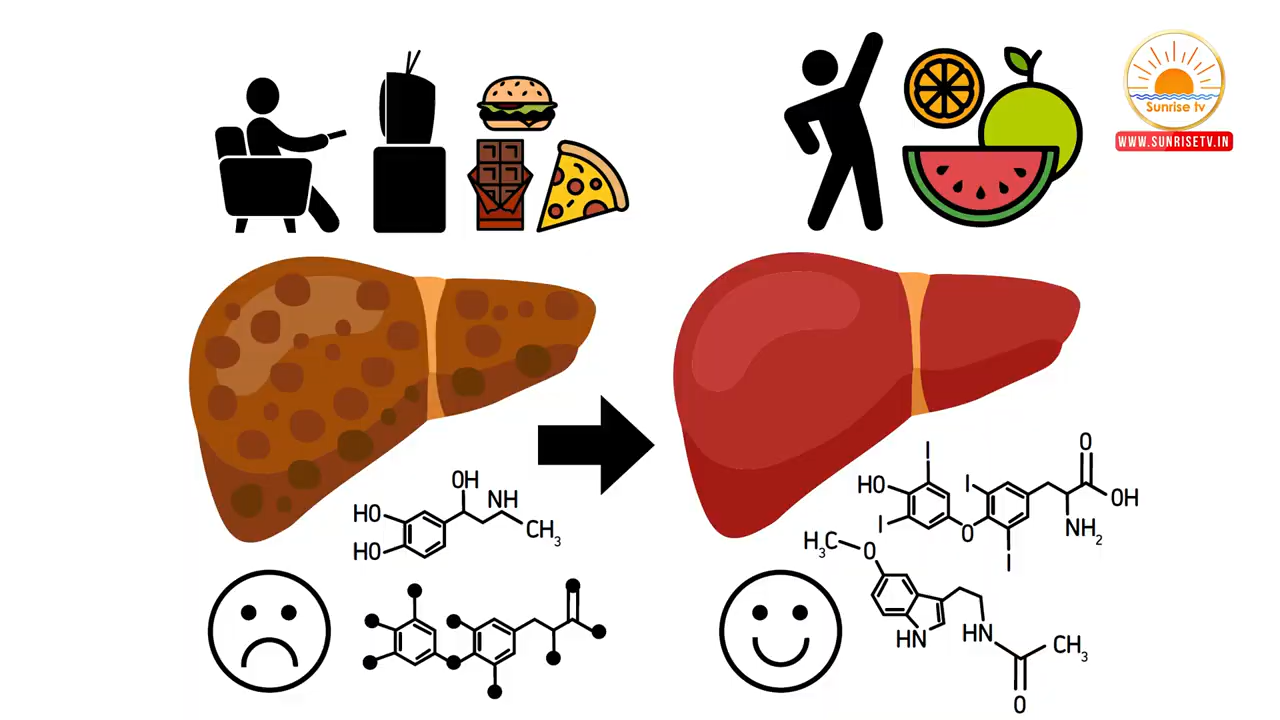 Sunrise tv
WWW.SUNRISETV.IN
OH
HO
NH
HO
CH3
I
O
HO
I
OH
I
O
NH2
I
H3C
O
HN
HN
CH3
O